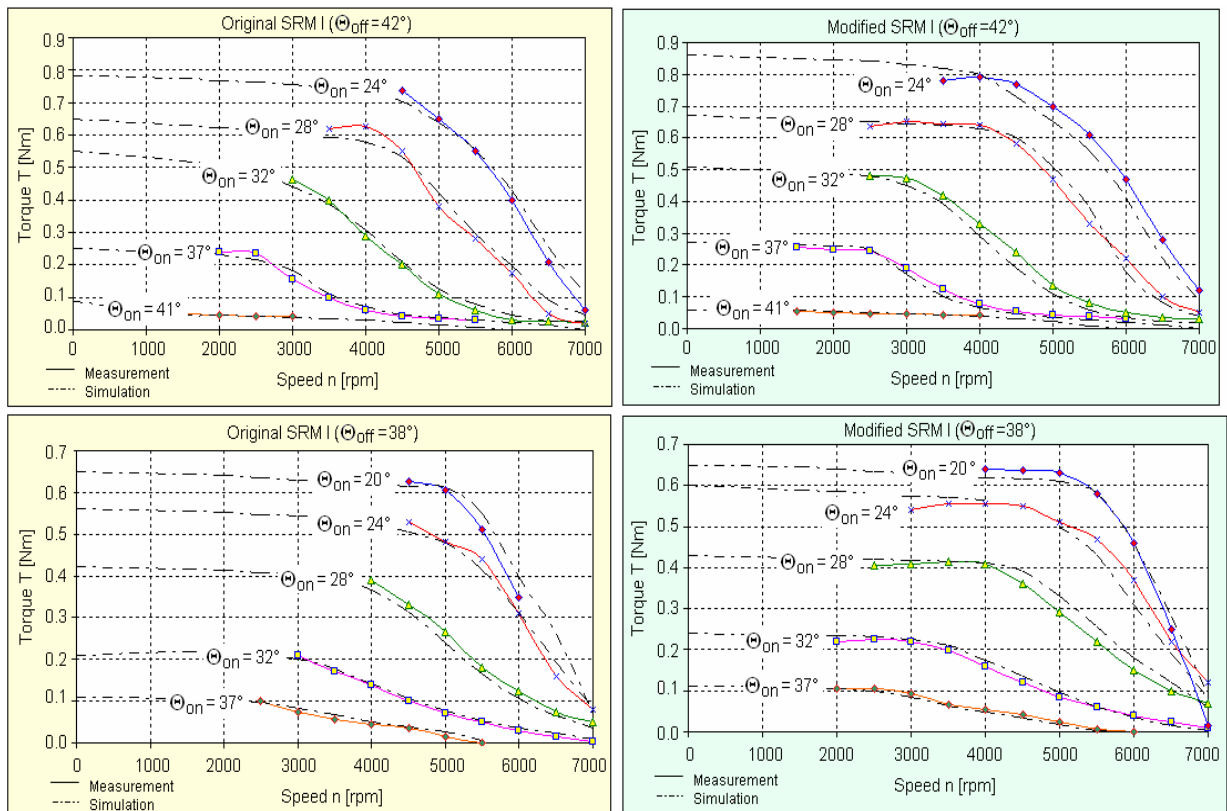 Original SRM I (Θoff=42°)
Torque T [Nm]
0.9
0.8
0.7
0.6
0.5
0.4
0.3
0.2
0.1
0.0
Θon = 24°
Θon = 28°
Θon = 32°
Θon = 37°
Θon = 41°
0 1000 2000 3000 4000 5000 6000 7000
Measurement
Simulation
Speed n [rpm]
Modified SRM I (Θoff=42°)
Torque T [Nm]
0.9
0.8
0.7
0.6
0.5
0.4
0.3
0.2
0.1
0.0
Θon = 24°
Θon = 28°
Θon = 32°
Θon = 37°
Θon = 41°
0 1000 2000 3000 4000 5000 6000 7000
Measurement
Simulation
Speed n [rpm]
Original SRM I (Θoff=38°)
Torque T [Nm]
0.7
0.6
0.5
0.4
0.3
0.2
0.1
0.0
Θon = 20°
Θon = 24°
Θon = 28°
Θon = 32°
Θon = 37°
0 1000 2000 3000 4000 5000 6000 7000
Measurement
Simulation
Speed n [rpm]
Modified SRM I (Θoff=38°)
Torque T [Nm]
0.7
0.6
0.5
0.4
0.3
0.2
0.1
0.0
Θon = 20°
Θon = 24°
Θon = 28°
Θon = 32°
Θon = 37°
0 1000 2000 3000 4000 5000 6000 7000
Measurement
Simulation
Speed n [rpm]